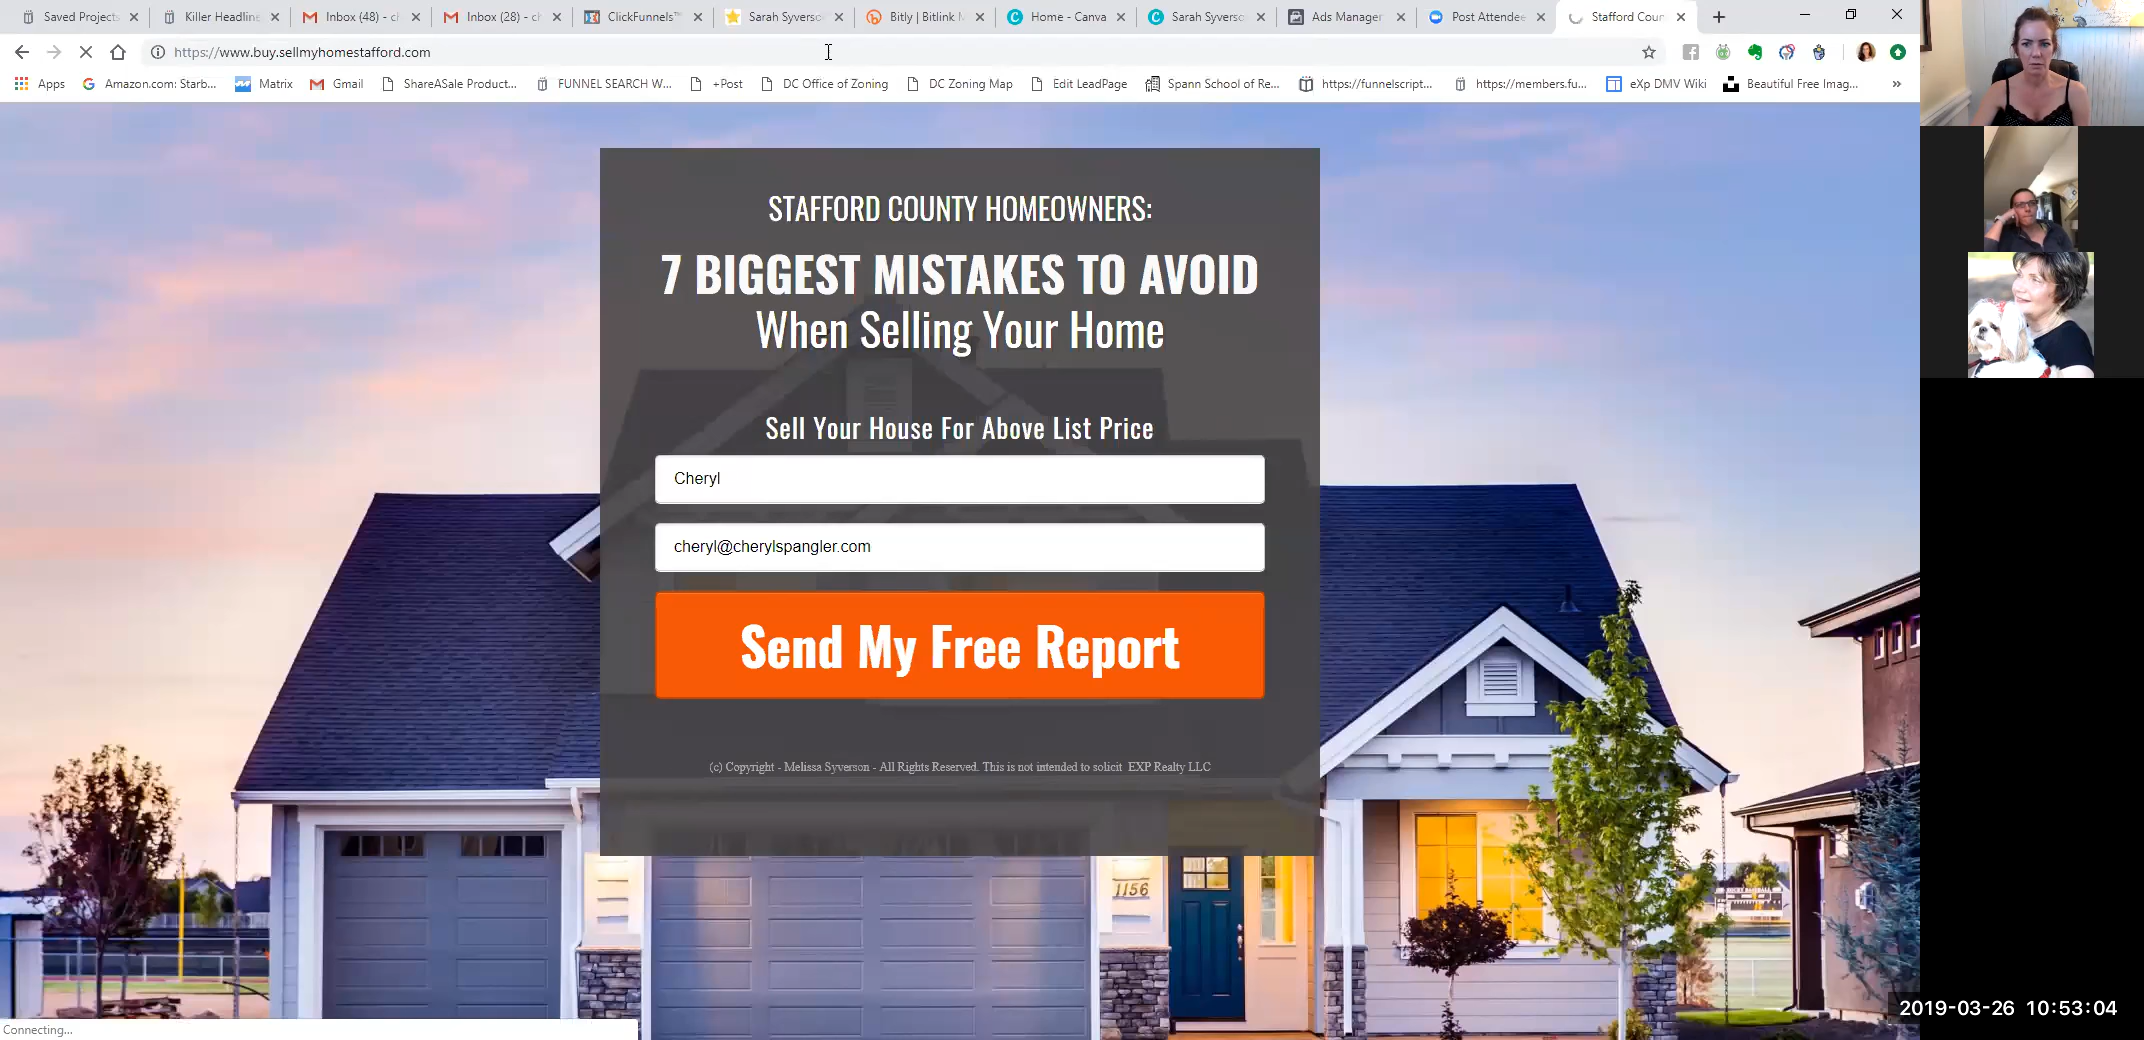 Saved Projects
Killer Headline
Inbox (48) - c
Inbox (28) - c
ClickFunnels™
Sarah Syverso
Bitly | Bitlink M
Home - Canva
Sarah Syverso
Ads Manager
Post Attendee
Stafford Coun
https://www.buy.sellmyhomestafford.com
Apps
Amazon.com: Starb...
Matrix
Gmail
ShareASale Product...
FUNNEL SEARCH W...
+Post
DC Office of Zoning
DC Zoning Map
Edit LeadPage
Spann School of Re...
https://funnelscript...
https://members.fu...
eXp DMV Wiki
Beautiful Free Imag...
STAFFORD COUNTY HOMEOWNERS:
7 BIGGEST MISTAKES TO AVOID
When Selling Your Home
Sell Your House For Above List Price
Cheryl
cheryl@cherylspangler.com
Send My Free Report
(c) Copyright - Melissa Syverson - All Rights Reserved. This is not intended to solicit EXP Realty LLC
1156
Connecting...
2019-03-26 10:53:04